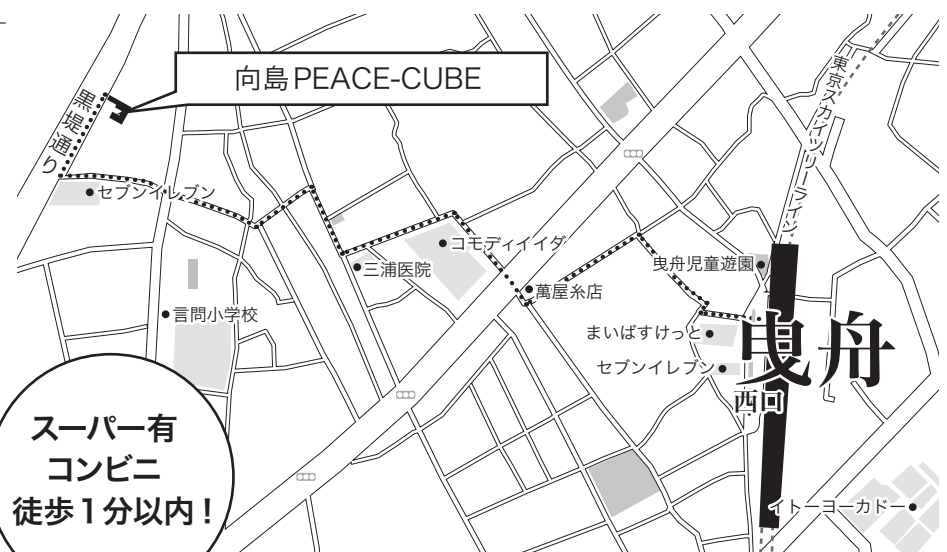 向島PEACE-CUBE
黒堤通り
東京スカイツリーライン
セブンイレブン
コモディイイダ
三浦医院
曳舟児童遊園
萬屋糸店
言問小学校
まいばすけっと
セブンイレブン
曳舟
西口
スーパー有
コンビニ
徒歩1分以内!
イトーヨーカドー